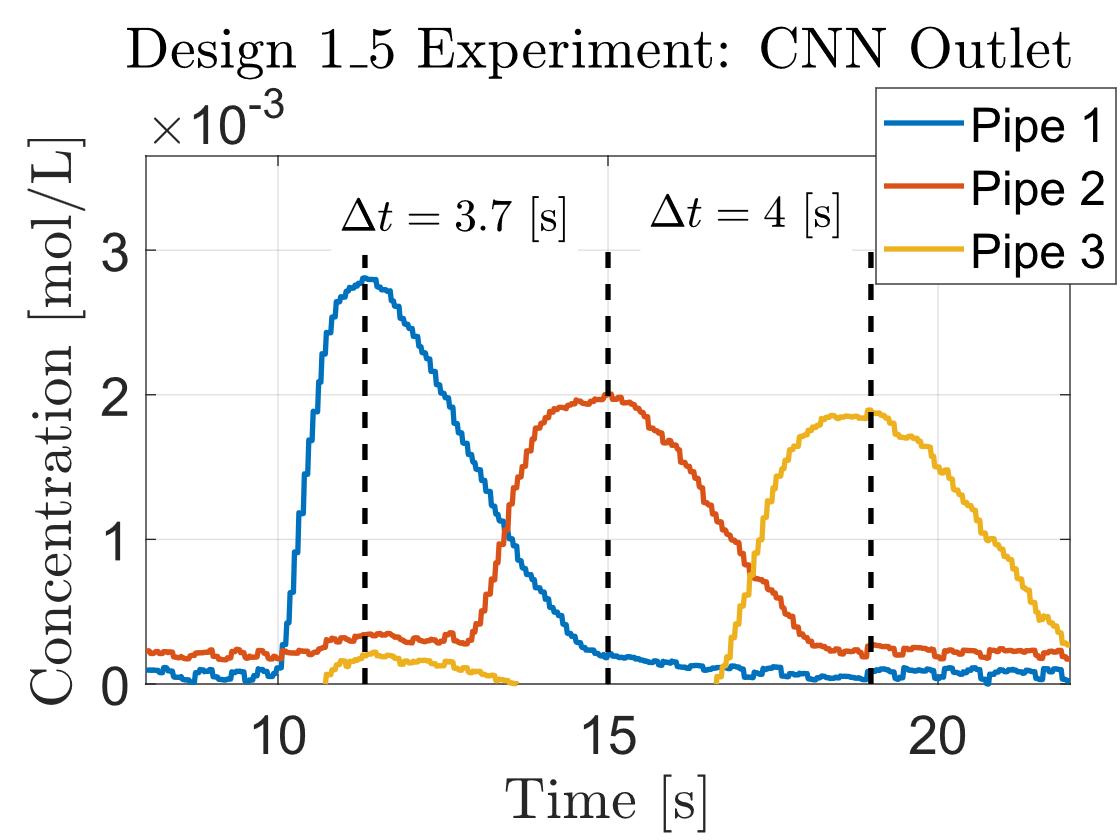 Design 1_5 Experiment: CNN Outlet
×10-3
Pipe 1
Pipe 2
Pipe 3
Δt = 3.7 [s]
Δt = 4 [s]
3
2
1
0
Concentration [mol/L]
10
15
20
Time [s]